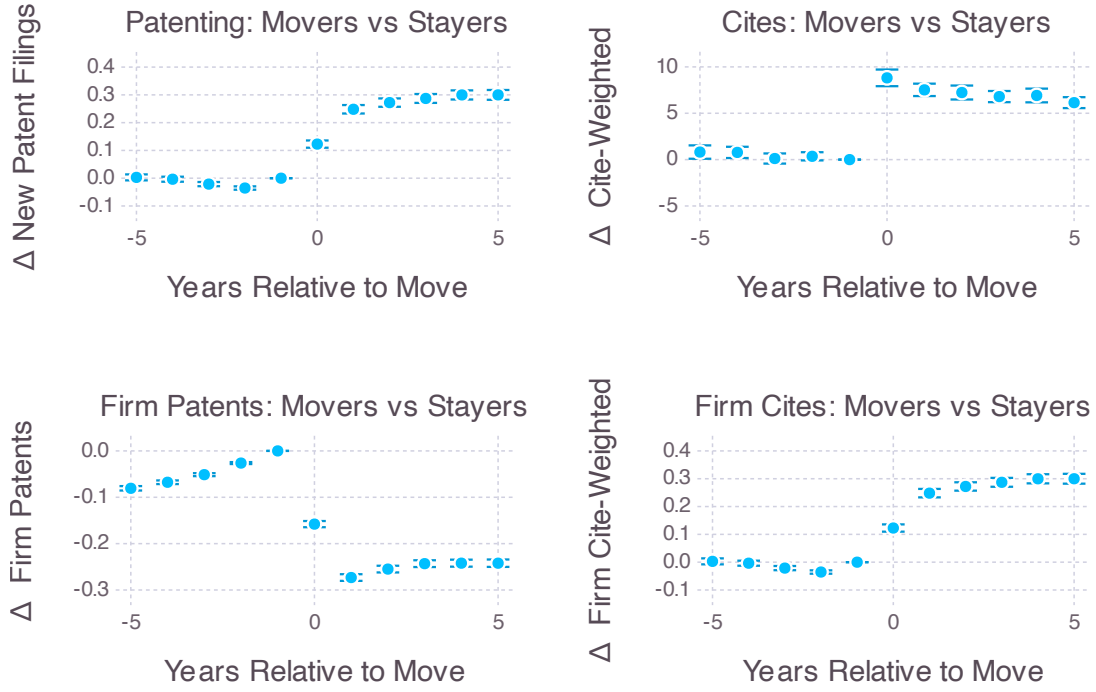 Patenting: Movers vs Stayers
Δ New Patent Filings
0.4
0.3
0.2
0.1
0.0
-0.1
-5
0
5
Years Relative to Move
Cites: Movers vs Stayers
Δ Cite-Weighted
10
5
0
-5
-5
0
5
Years Relative to Move
Firm Patents: Movers vs Stayers
Δ Firm Patents
0.0
-0.1
-0.2
-0.3
-5
0
5
Years Relative to Move
Firm Cites: Movers vs Stayers
Δ Firm Cite-Weighted
0.4
0.3
0.2
0.1
0.0
-0.1
-5
0
5
Years Relative to Move